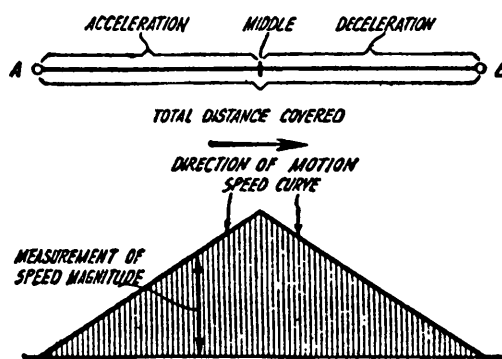 ACCELERATION MIDDLE DECELERATION
A
TOTAL DISTANCE COVERED
DIRECTION OF MOTION
SPEED CURVE
MEASUREMENT OF
SPEED MAGNITUDE